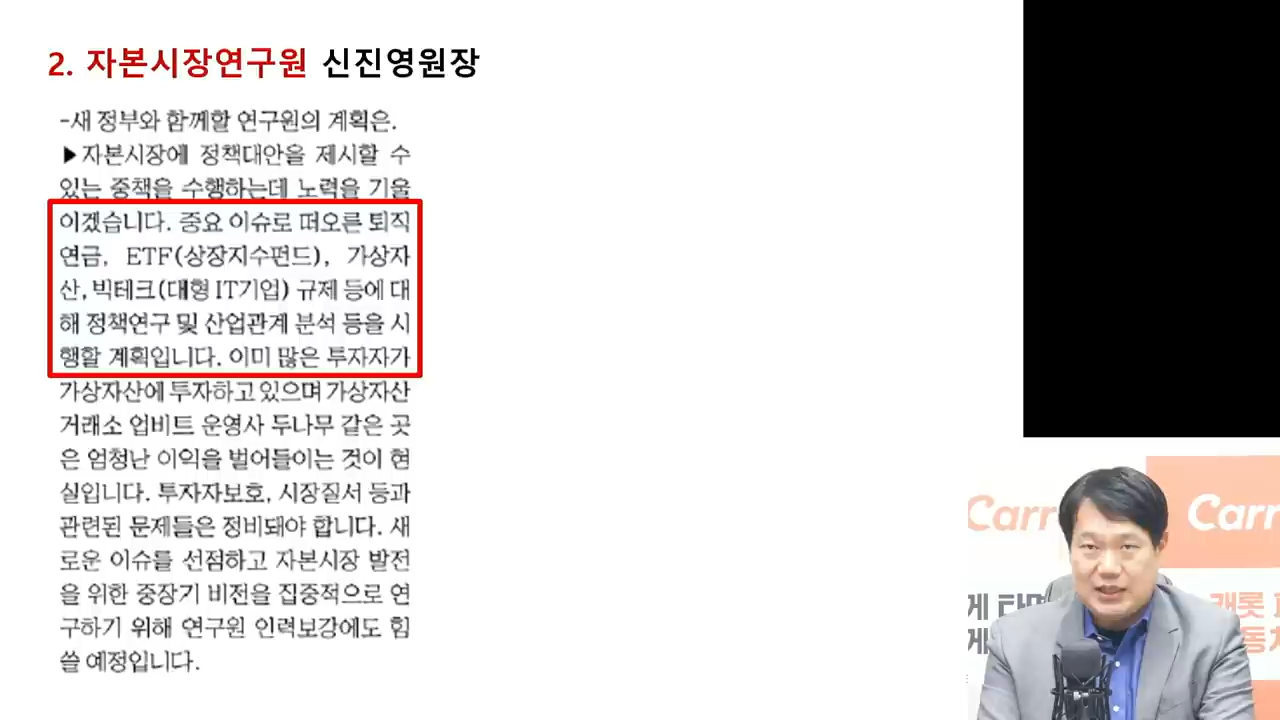 2. 자본시장연구원 신진영원장
-새 정부와 함께할 연구원의 계획은.
▶자본시장에 정책대안을 제시할 수
있는 중책을 수행하는데 노력을 기울
이겠습니다. 중요 이슈로 떠오른 퇴직
연금, ETF(상장지수펀드), 가상자
산, 빅테크(대형 IT기업) 규제 등에 대
해 정책연구 및 산업관계 분석 등을 시
행할 계획입니다. 이미 많은 투자자가
가상자산에 투자하고 있으며 가상자산
거래소 업비트 운영사 두나무 같은 곳
은 엄청난 이익을 벌어들이는 것이 현
실입니다. 투자자보호, 시장질서 등과
관련된 문제들은 정비돼야 합니다. 새
로운 이슈를 선점하고 자본시장 발전
을 위한 중장기 비전을 집중적으로 연
구하기 위해 연구원 인력보강에도 힘
쓸 예정입니다.
Carr
Carr
게 타면
캐롯 파
게
동차